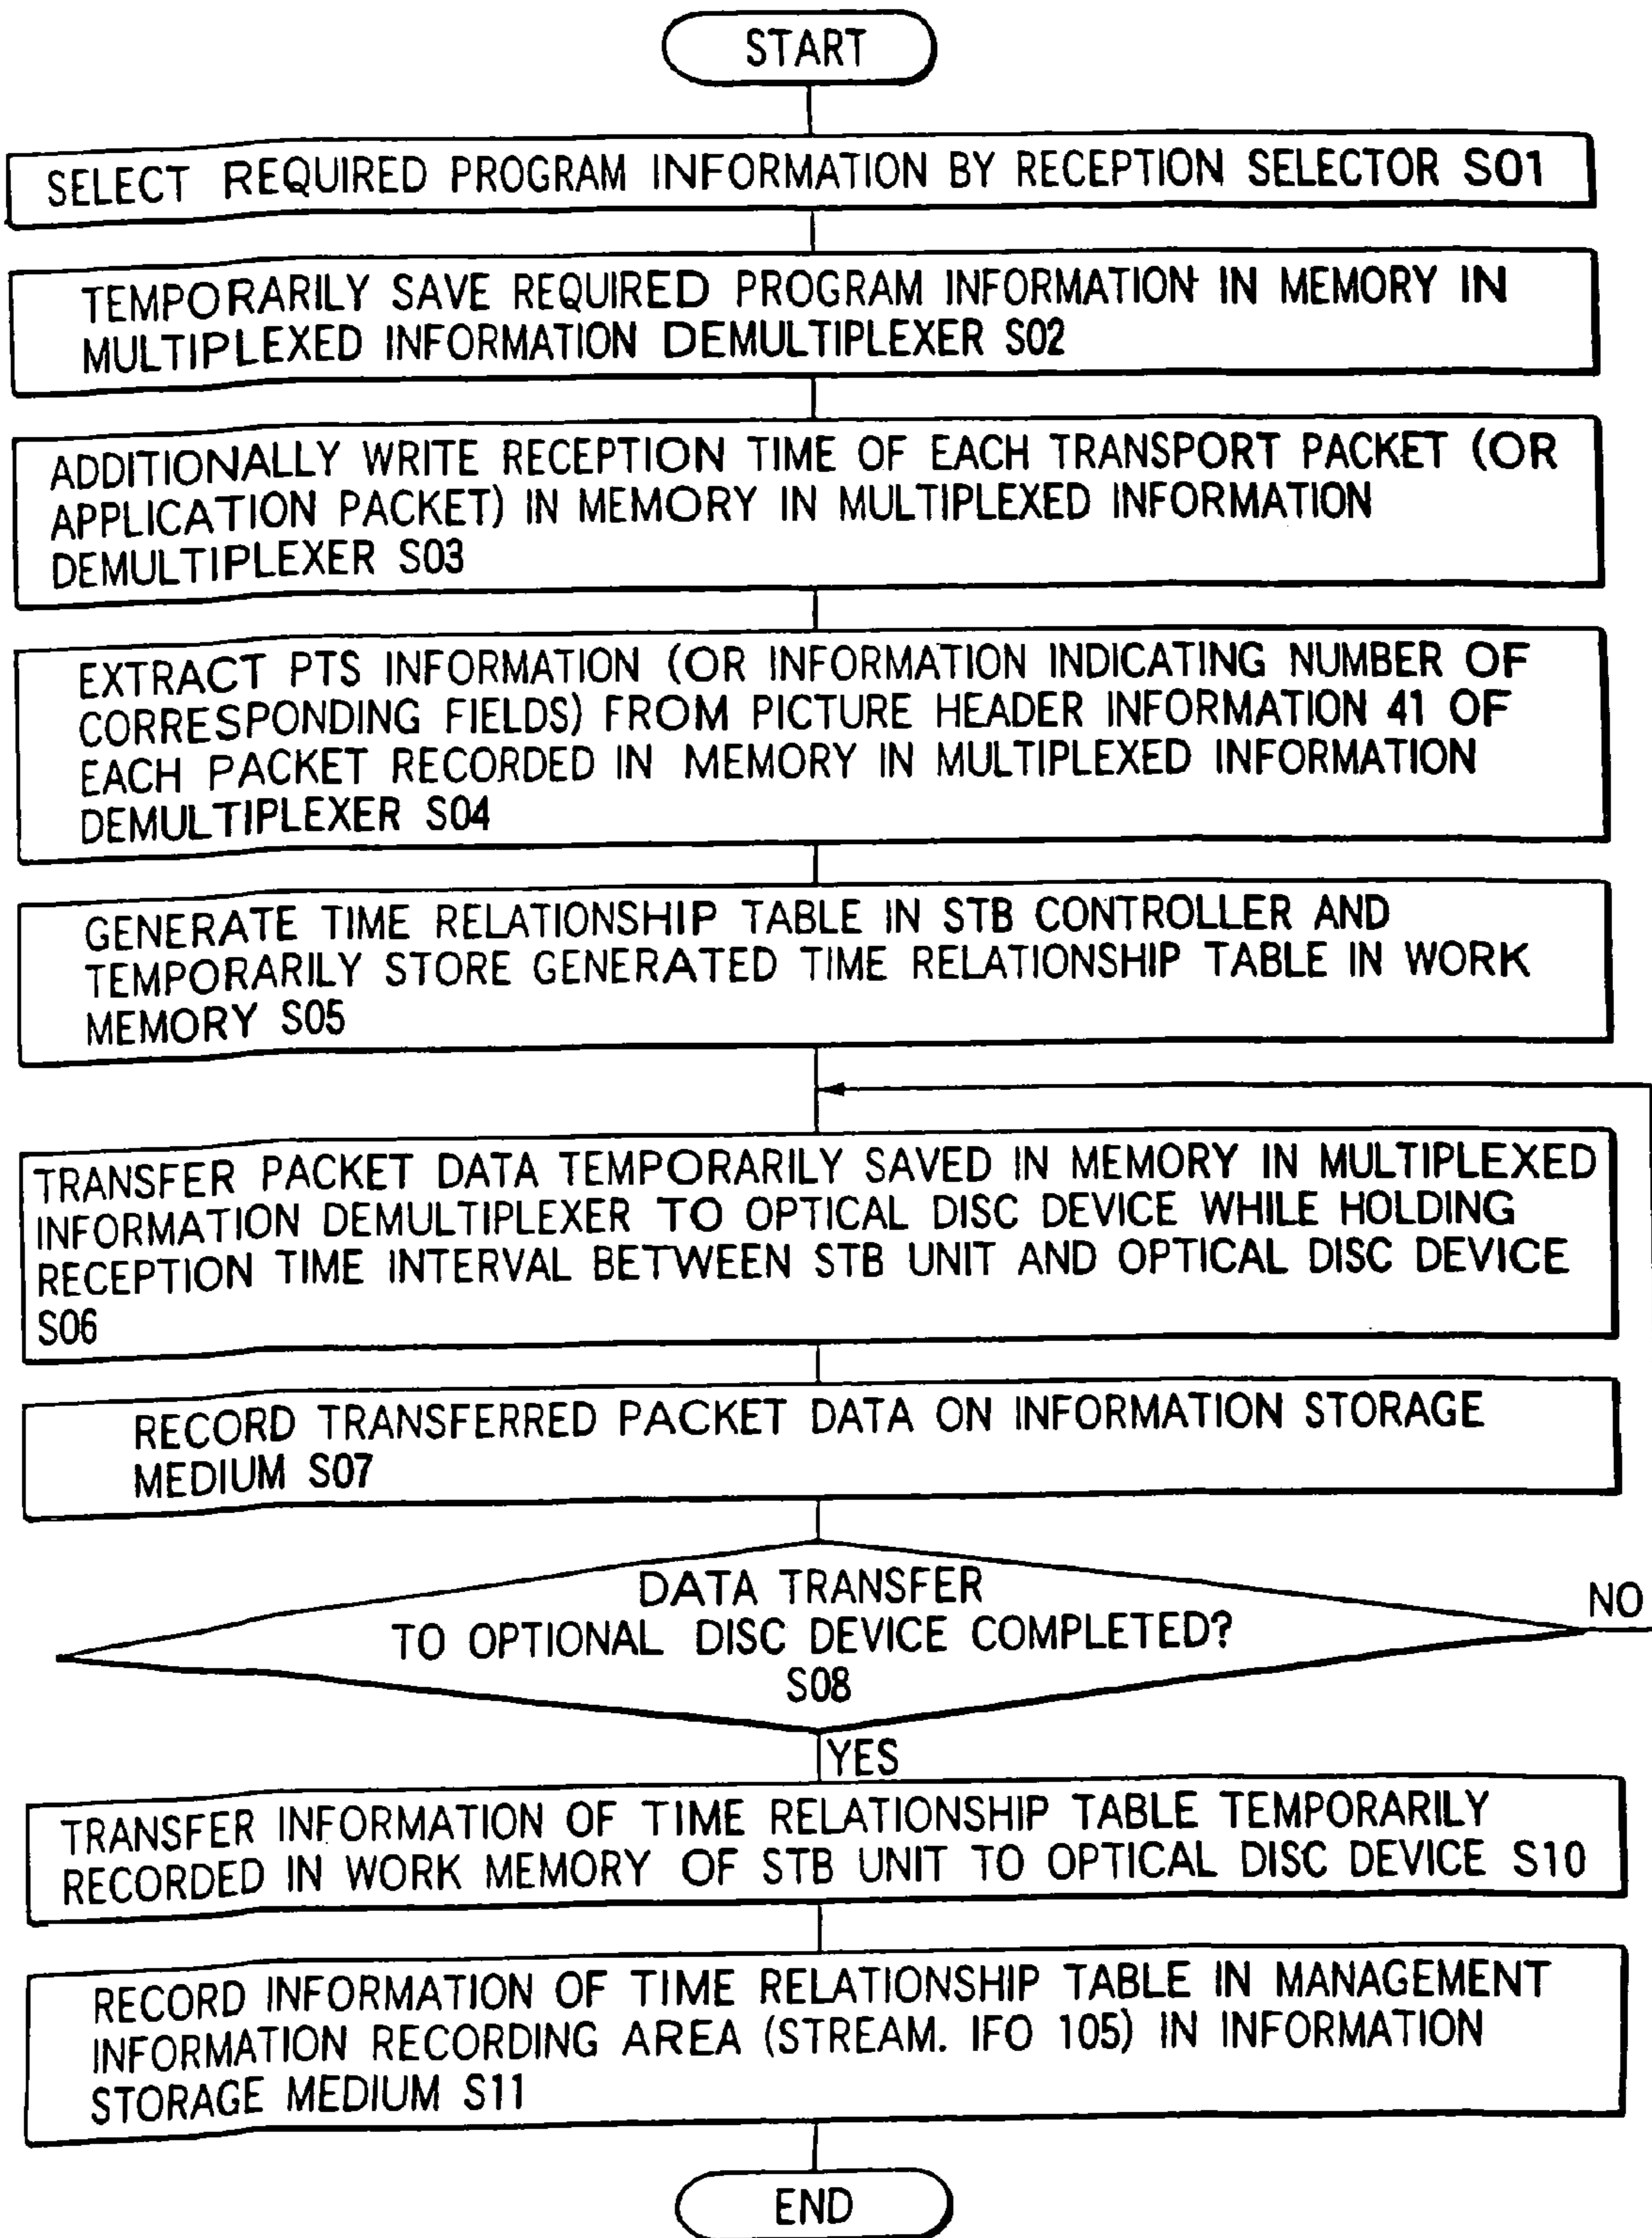 START
SELECT REQUIRED PROGRAM INFORMATION BY RECEPTION SELECTOR S01
TEMPORARILY SAVE REQUIRED PROGRAM INFORMATION IN MEMORY IN
MULTIPLEXED INFORMATION DEMULTIPLEXER S02
ADDITIONALLY WRITE RECEPTION TIME OF EACH TRANSPORT PACKET (OR
APPLICATION PACKET) IN MEMORY IN MULTIPLEXED INFORMATION
DEMULTIPLEXER S03
EXTRACT PTS INFORMATION (OR INFORMATION INDICATING NUMBER OF
CORRESPONDING FIELDS) FROM PICTURE HEADER INFORMATION 41 OF
EACH PACKET RECORDED IN MEMORY IN MULTIPLEXED INFORMATION
DEMULTIPLEXER S04
GENERATE TIME RELATIONSHIP TABLE IN STB CONTROLLER AND
TEMPORARILY STORE GENERATED TIME RELATIONSHIP TABLE IN WORK
MEMORY S05
TRANSFER PACKET DATA TEMPORARILY SAVED IN MEMORY IN MULTIPLEXED
INFORMATION DEMULTIPLEXER TO OPTICAL DISC DEVICE WHILE HOLDING
RECEPTION TIME INTERVAL BETWEEN STB UNIT AND OPTICAL DISC DEVICE
S06
RECORD TRANSFERRED PACKET DATA ON INFORMATION STORAGE
MEDIUM S07
DATA TRANSFER
TO OPTIONAL DISC DEVICE COMPLETED?
S08
NO
YES
TRANSFER INFORMATION OF TIME RELATIONSHIP TABLE TEMPORARILY
RECORDED IN WORK MEMORY OF STB UNIT TO OPTICAL DISC DEVICE S10
RECORD INFORMATION OF TIME RELATIONSHIP TABLE IN MANAGEMENT
INFORMATION RECORDING AREA (STREAM. IFO 105) IN INFORMATION
STORAGE MEDIUM S11
END